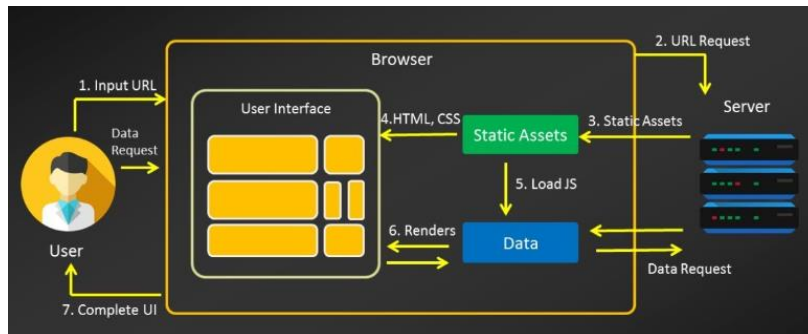 Browser
2. URL Request
1. Input URL
User Interface
4.HTML, CSS
Static Assets
3. Static Assets
Server
Data
Request
5. Load JS
6. Renders
Data
User
Data Request
7. Complete UI